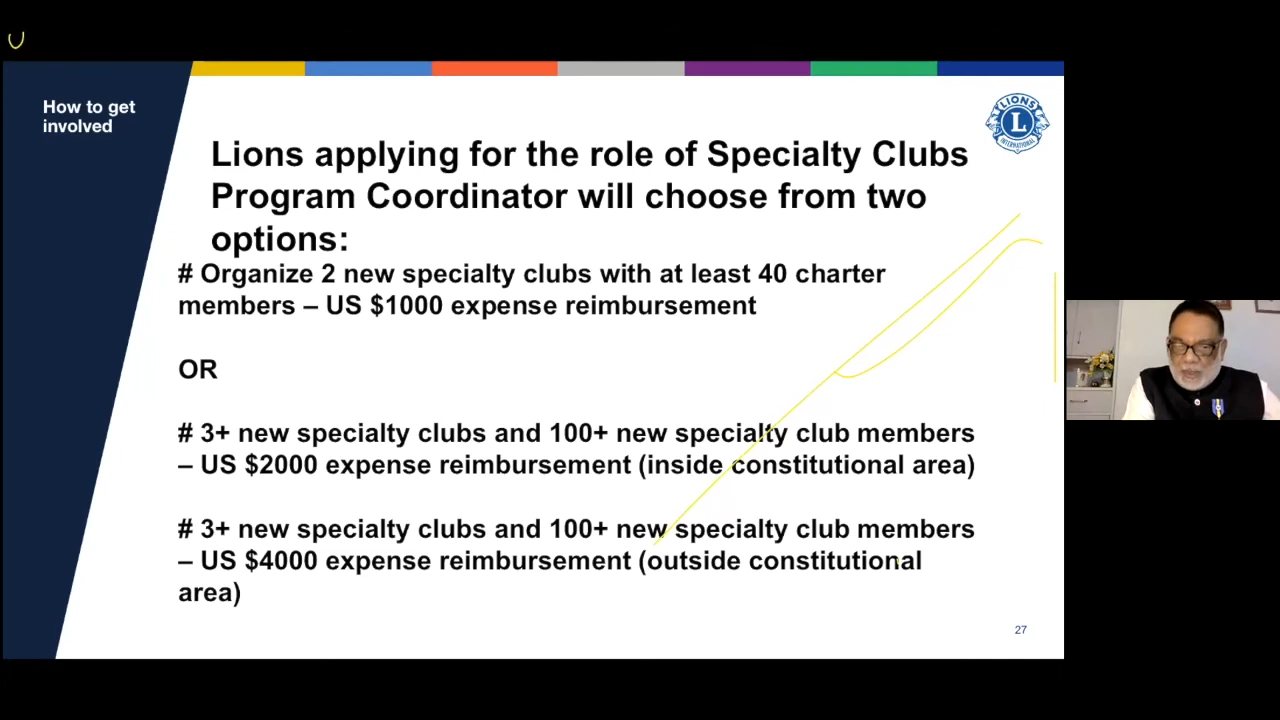 How to get
involved
LIONS
L
INTERNATIONAL
Lions applying for the role of Specialty Clubs
Program Coordinator will choose from two
options:
# Organize 2 new specialty clubs with at least 40 charter
members – US $1000 expense reimbursement
OR
# 3+ new specialty clubs and 100+ new specialty club members
– US $2000 expense reimbursement (inside constitutional area)
# 3+ new specialty clubs and 100+ new specialty club members
– US $4000 expense reimbursement (outside constitutional
area)
27